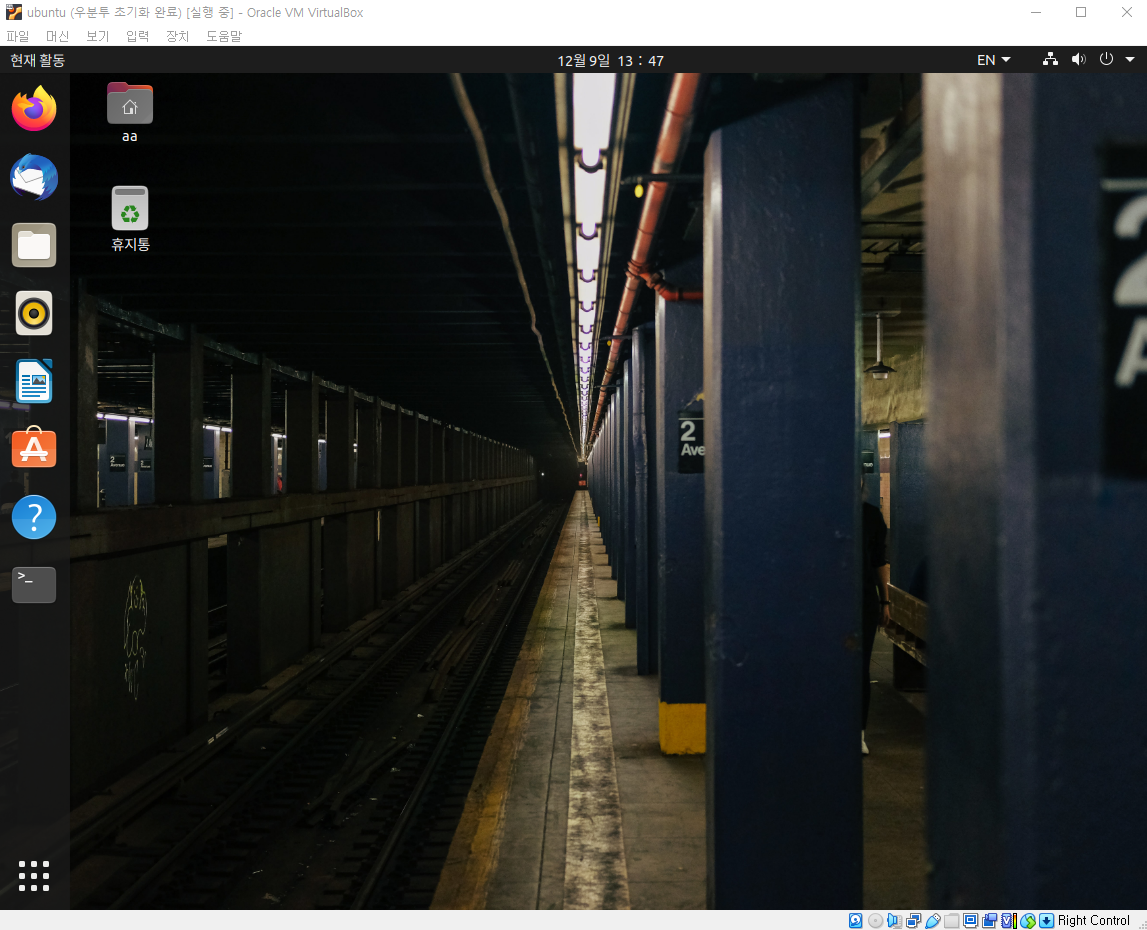 ubuntu (우분투 초기화 완료) [실행 중] - Oracle VM VirtualBox
파일 머신 보기 입력 장치 도움말
현재 활동 12월 9일 13 : 47 EN
aa
휴지통
>_
?
2
Ave
2
A
Right Control